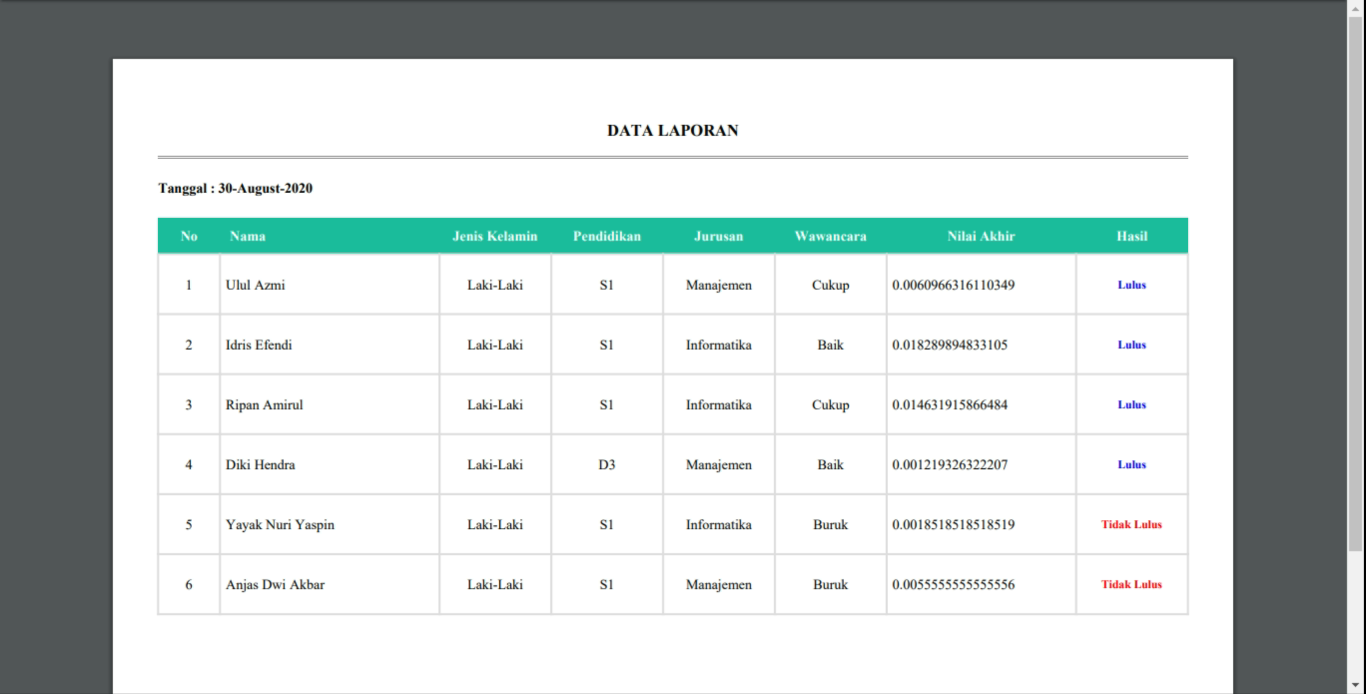 DATA LAPORAN
Tanggal : 30-August-2020
No Nama Jenis Kelamin Pendidikan Jurusan Wawancara Nilai Akhir Hasil
1 Ulul Azmi Laki-Laki S1 Manajemen Cukup 0.0060966316110349 Lulus
2 Idris Efendi Laki-Laki S1 Informatika Baik 0.018289894833105 Lulus
3 Ripan Amirul Laki-Laki S1 Informatika Cukup 0.014631915866484 Lulus
4 Diki Hendra Laki-Laki D3 Manajemen Baik 0.001219326322207 Lulus
5 Yayak Nuri Yaspin Laki-Laki S1 Informatika Buruk 0.0018518518518519 Tidak Lulus
6 Anjas Dwi Akbar Laki-Laki S1 Manajemen Buruk 0.0055555555555556 Tidak Lulus